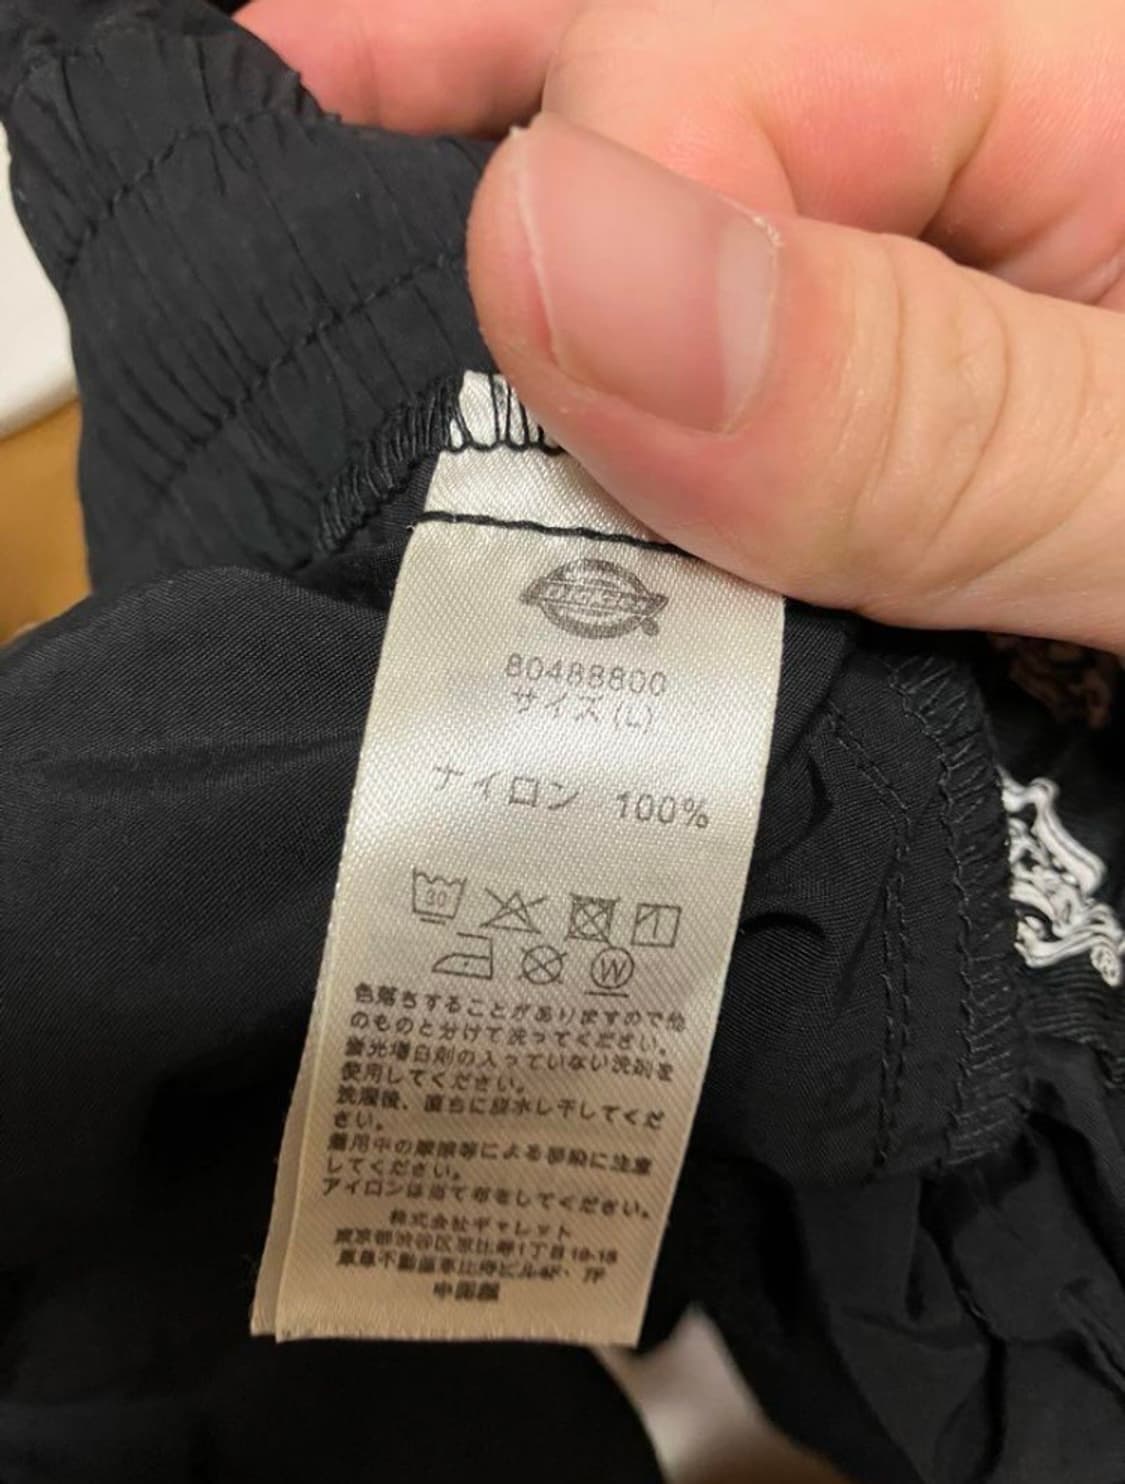 Dickies
80488800
サイズ(L)
ナイロン 100%
30
W
色落ちすることがありますので他
のものと分けて洗ってください。
蛍光増白剤の入っていない洗剤を
使用してください。
洗濯後、直ちに脱水し干してくだ
さい。
着用中の摩擦等による移染に注意
してください。
アイロンは当て布をしてください。
株式会社ギャレット
東京都渋谷区恵比寿1丁目19-19
中国製